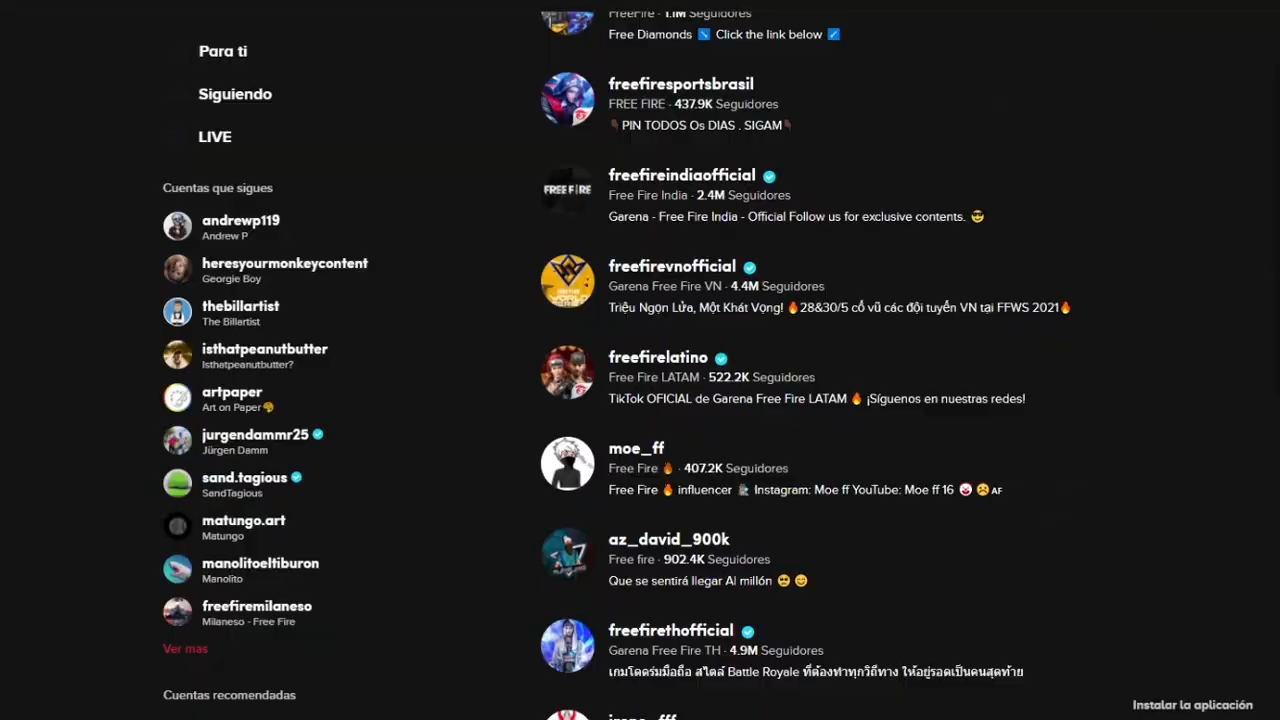 Para ti
Siguiendo
LIVE
Cuentas que sigues
andrewp119
Andrew P
heresyourmonkeycontent
Georgie Boy
thebillartist
The Billartist
isthatpeanutbutter
Isthatpeanutbutter?
artpaper
Art on Paper
jurgendammr25
Jürgen Damm
sand.tagious
SandTagious
matungo.art
Matungo
manolitoeltiburon
Manolito
freefiremilaneso
Milaneso - Free Fire
Ver mas
Cuentas recomendadas
FreeFire · 1.1M Seguidores
Free Diamonds ↘️ Click the link below ↙️
freefiresportsbrasil
FREE FIRE · 437.9K Seguidores
👇🏿PIN TODOS Os DIAS . SIGAM👇🏿
FREE FIRE
freefireindiaofficial
Free Fire India · 2.4M Seguidores
Garena - Free Fire India - Official Follow us for exclusive contents. 😎
freefirevnofficial
Garena Free Fire VN · 4.4M Seguidores
Triệu Ngọn Lửa, Một Khát Vọng! 🔥28&30/5 cổ vũ các đội tuyển VN tại FFWS 2021🔥
freefirelatino
Free Fire LATAM · 522.2K Seguidores
TikTok OFICIAL de Garena Free Fire LATAM 🔥 ¡Síguenos en nuestras redes!
moe_ff
Free Fire 🔥 · 407.2K Seguidores
Free Fire 🔥 influencer Instagram: Moe ff YouTube: Moe ff 16 🤡 ☹️ AF
az_david_900k
Free fire · 902.4K Seguidores
Que se sentirá llegar Al millón 🥺 😊
freefirethofficial
Garena Free Fire TH · 4.9M Seguidores
เกมโดดร่มมือถือ สไตล์ Battle Royale ที่ต้องทำทุกวิถีทาง ให้อยู่รอดเป็นคนสุดท้าย
Instalar la aplicación